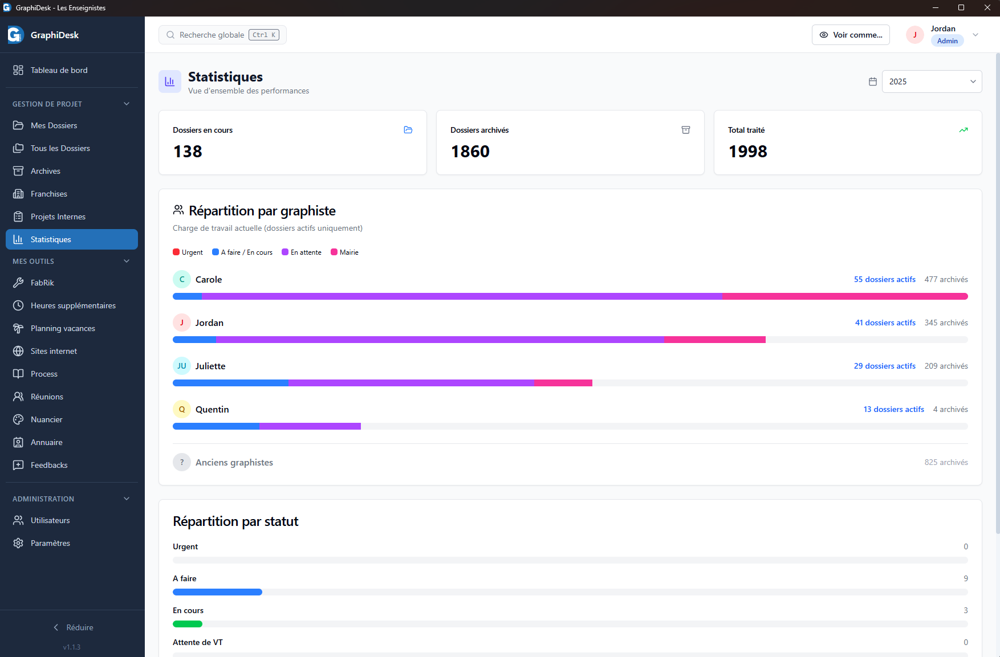 GraphiDesk - Les Enseignistes
GraphiDesk
Recherche globale Ctrl K
Voir comme...
J
Jordan
Admin
Tableau de bord
GESTION DE PROJET
Mes Dossiers
Tous les Dossiers
Archives
Franchises
Projets Internes
Statistiques
MES OUTILS
FabRik
Heures supplémentaires
Planning vacances
Sites internet
Process
Réunions
Nuancier
Annuaire
Feedbacks
ADMINISTRATION
Utilisateurs
Paramètres
Réduire
v1.1.3
Statistiques
Vue d'ensemble des performances
2025
Dossiers en cours
138
Dossiers archivés
1860
Total traité
1998
Répartition par graphiste
Charge de travail actuelle (dossiers actifs uniquement)
Urgent A faire / En cours En attente Mairie
C Carole 55 dossiers actifs 477 archivés
J Jordan 41 dossiers actifs 345 archivés
JU Juliette 29 dossiers actifs 209 archivés
Q Quentin 13 dossiers actifs 4 archivés
? Anciens graphistes 825 archivés
Répartition par statut
Urgent 0
A faire 9
En cours 3
Attente de VT 0